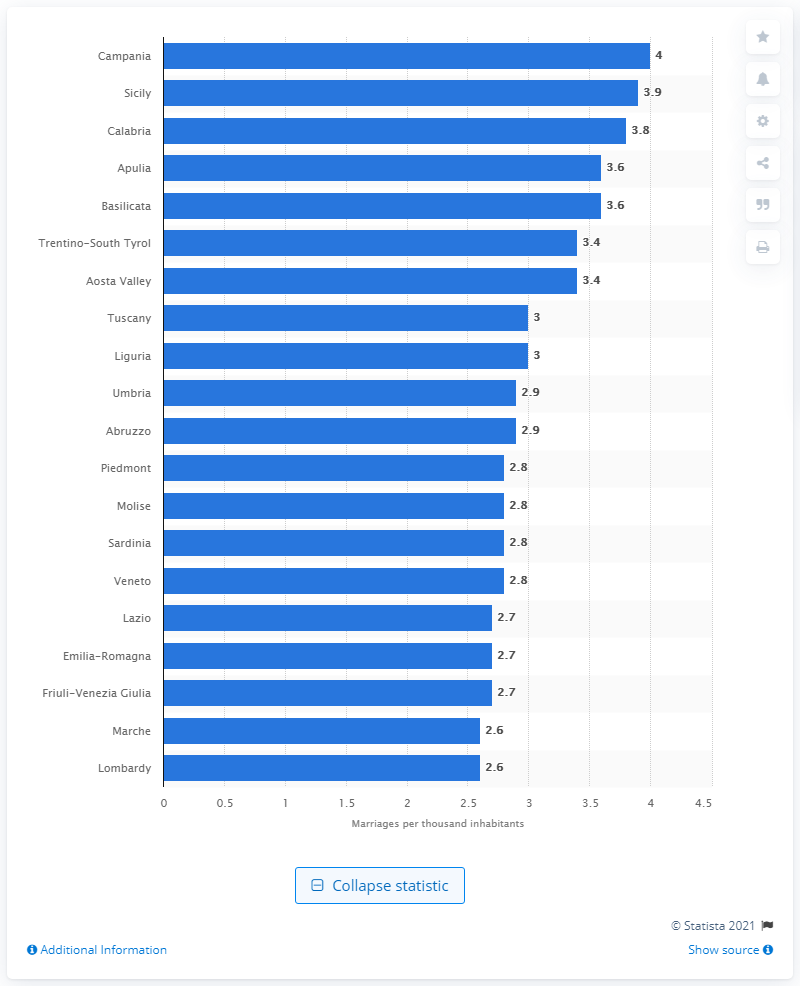 Campania 4
Sicily 3.9
Calabria 3.8
Apulia 3.6
Basilicata 3.6
Trentino-South Tyrol 3.4
Aosta Valley 3.4
Tuscany 3
Liguria 3
Umbria 2.9
Abruzzo 2.9
Piedmont 2.8
Molise 2.8
Sardinia 2.8
Veneto 2.8
Lazio 2.7
Emilia-Romagna 2.7
Friuli-Venezia Giulia 2.7
Marche 2.6
Lombardy 2.6
0 0.5 1 1.5 2 2.5 3 3.5 4 4.5
Marriages per thousand inhabitants
Collapse statistic
© Statista 2021
Additional Information
Show source